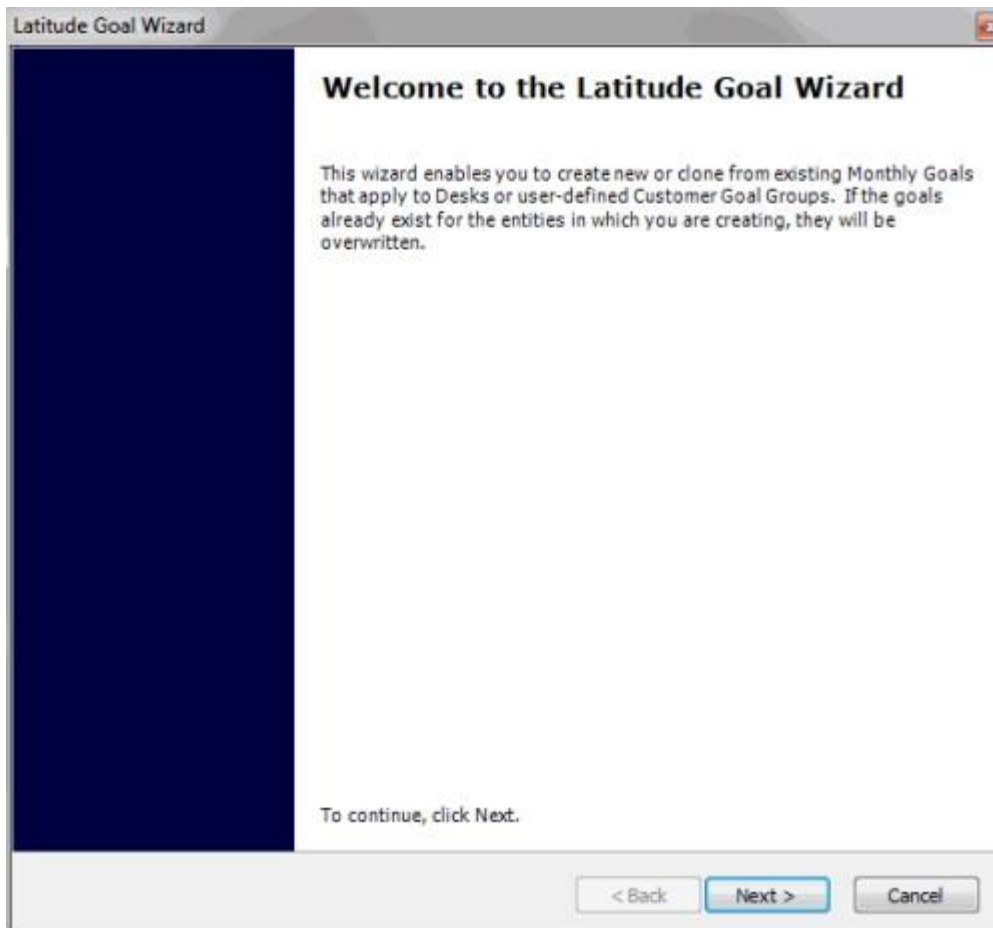 Latitude Goal Wizard
Welcome to the Latitude Goal Wizard
This wizard enables you to create new or clone from existing Monthly Goals
that apply to Desks or user-defined Customer Goal Groups. If the goals
already exist for the entities in which you are creating, they will be
overwritten.
To continue, click Next.
< Back
Next >
Cancel